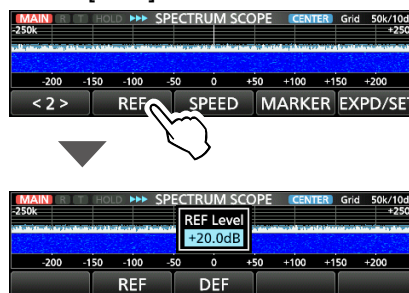 MAIN R T HOLD ▶▶▶ SPECTRUM SCOPE CENTER Grid 50k/10d
-250k +250
-200 -150 -100 -50 0 +50 +100 +150 +200
< 2 > REF SPEED MARKER EXPD/SE
MAIN R T HOLD ▶▶▶ SPECTRUM SCOPE CENTER Grid 50k/10d
-250k +250
REF Level
+20.0dB
-200 -150 -100 -50 0 +50 +100 +150 +200
REF DEF